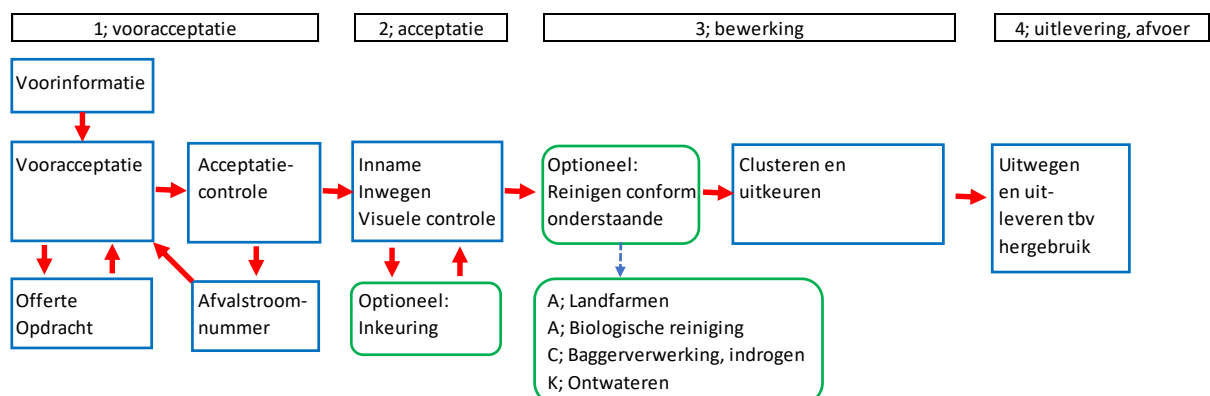 1; vooracceptatie
2; acceptatie
3; bewerking
4; uitlevering, afvoer
Voorinformatie
Vooracceptatie
Acceptatie-
controle
Inname
Inwegen
Visuele controle
Optioneel:
Reinigen conform
onderstaande
Clusteren en
uitkeuren
Uitwegen
en uit-
leveren tbv
hergebruik
Offerte
Opdracht
Afvalstroom-
nummer
Optioneel:
Inkeuring
A; Landfarmen
A; Biologische reiniging
C; Baggerverwerking, indrogen
K; Ontwateren